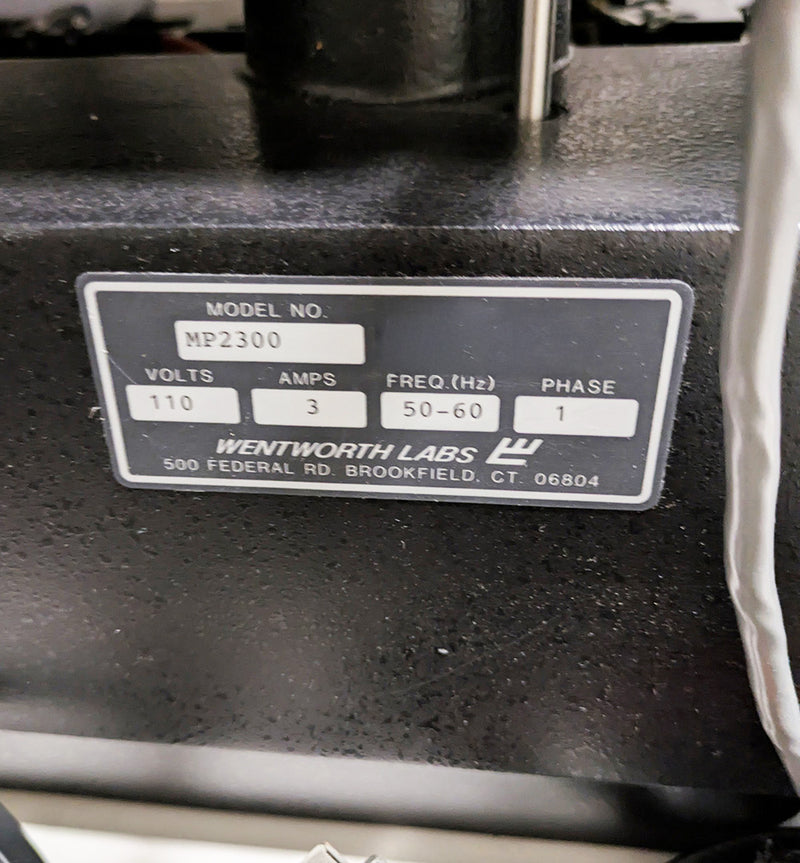 MODEL NO.
MP2300
VOLTS AMPS FREQ.(Hz) PHASE
110 3 50-60 1
WENTWORTH LABS
500 FEDERAL RD. BROOKFIELD, CT. 06804